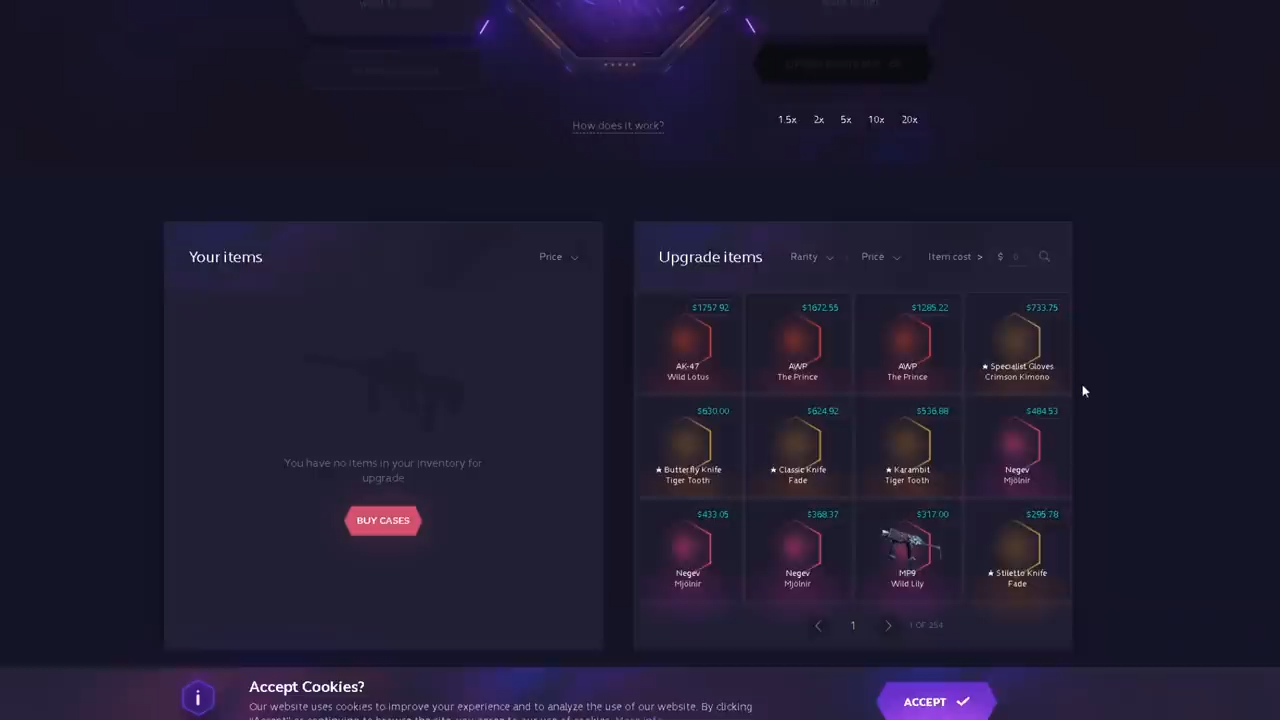 How does it work?
1.5x 2x 5x 10x 20x
Your items
Price
You have no items in your inventory for
upgrade
BUY CASES
Upgrade items
Rarity
Price
Item cost > $ 0
$1757.92
AK-47
Wild Lotus
$1672.55
AWP
The Prince
$1285.22
AWP
The Prince
$733.75
★ Specialist Gloves
Crimson Kimono
$630.00
★ Butterfly Knife
Tiger Tooth
$624.92
★ Classic Knife
Fade
$536.88
★ Karambit
Tiger Tooth
$484.53
Negev
Mjölnir
$433.05
Negev
Mjölnir
$368.37
Negev
Mjölnir
$317.00
MP9
Wild Lily
$295.78
★ Stiletto Knife
Fade
1
1 OF 254
i
Accept Cookies?
Our website uses cookies to improve your experience and to analyze the use of our website. By clicking
ACCEPT